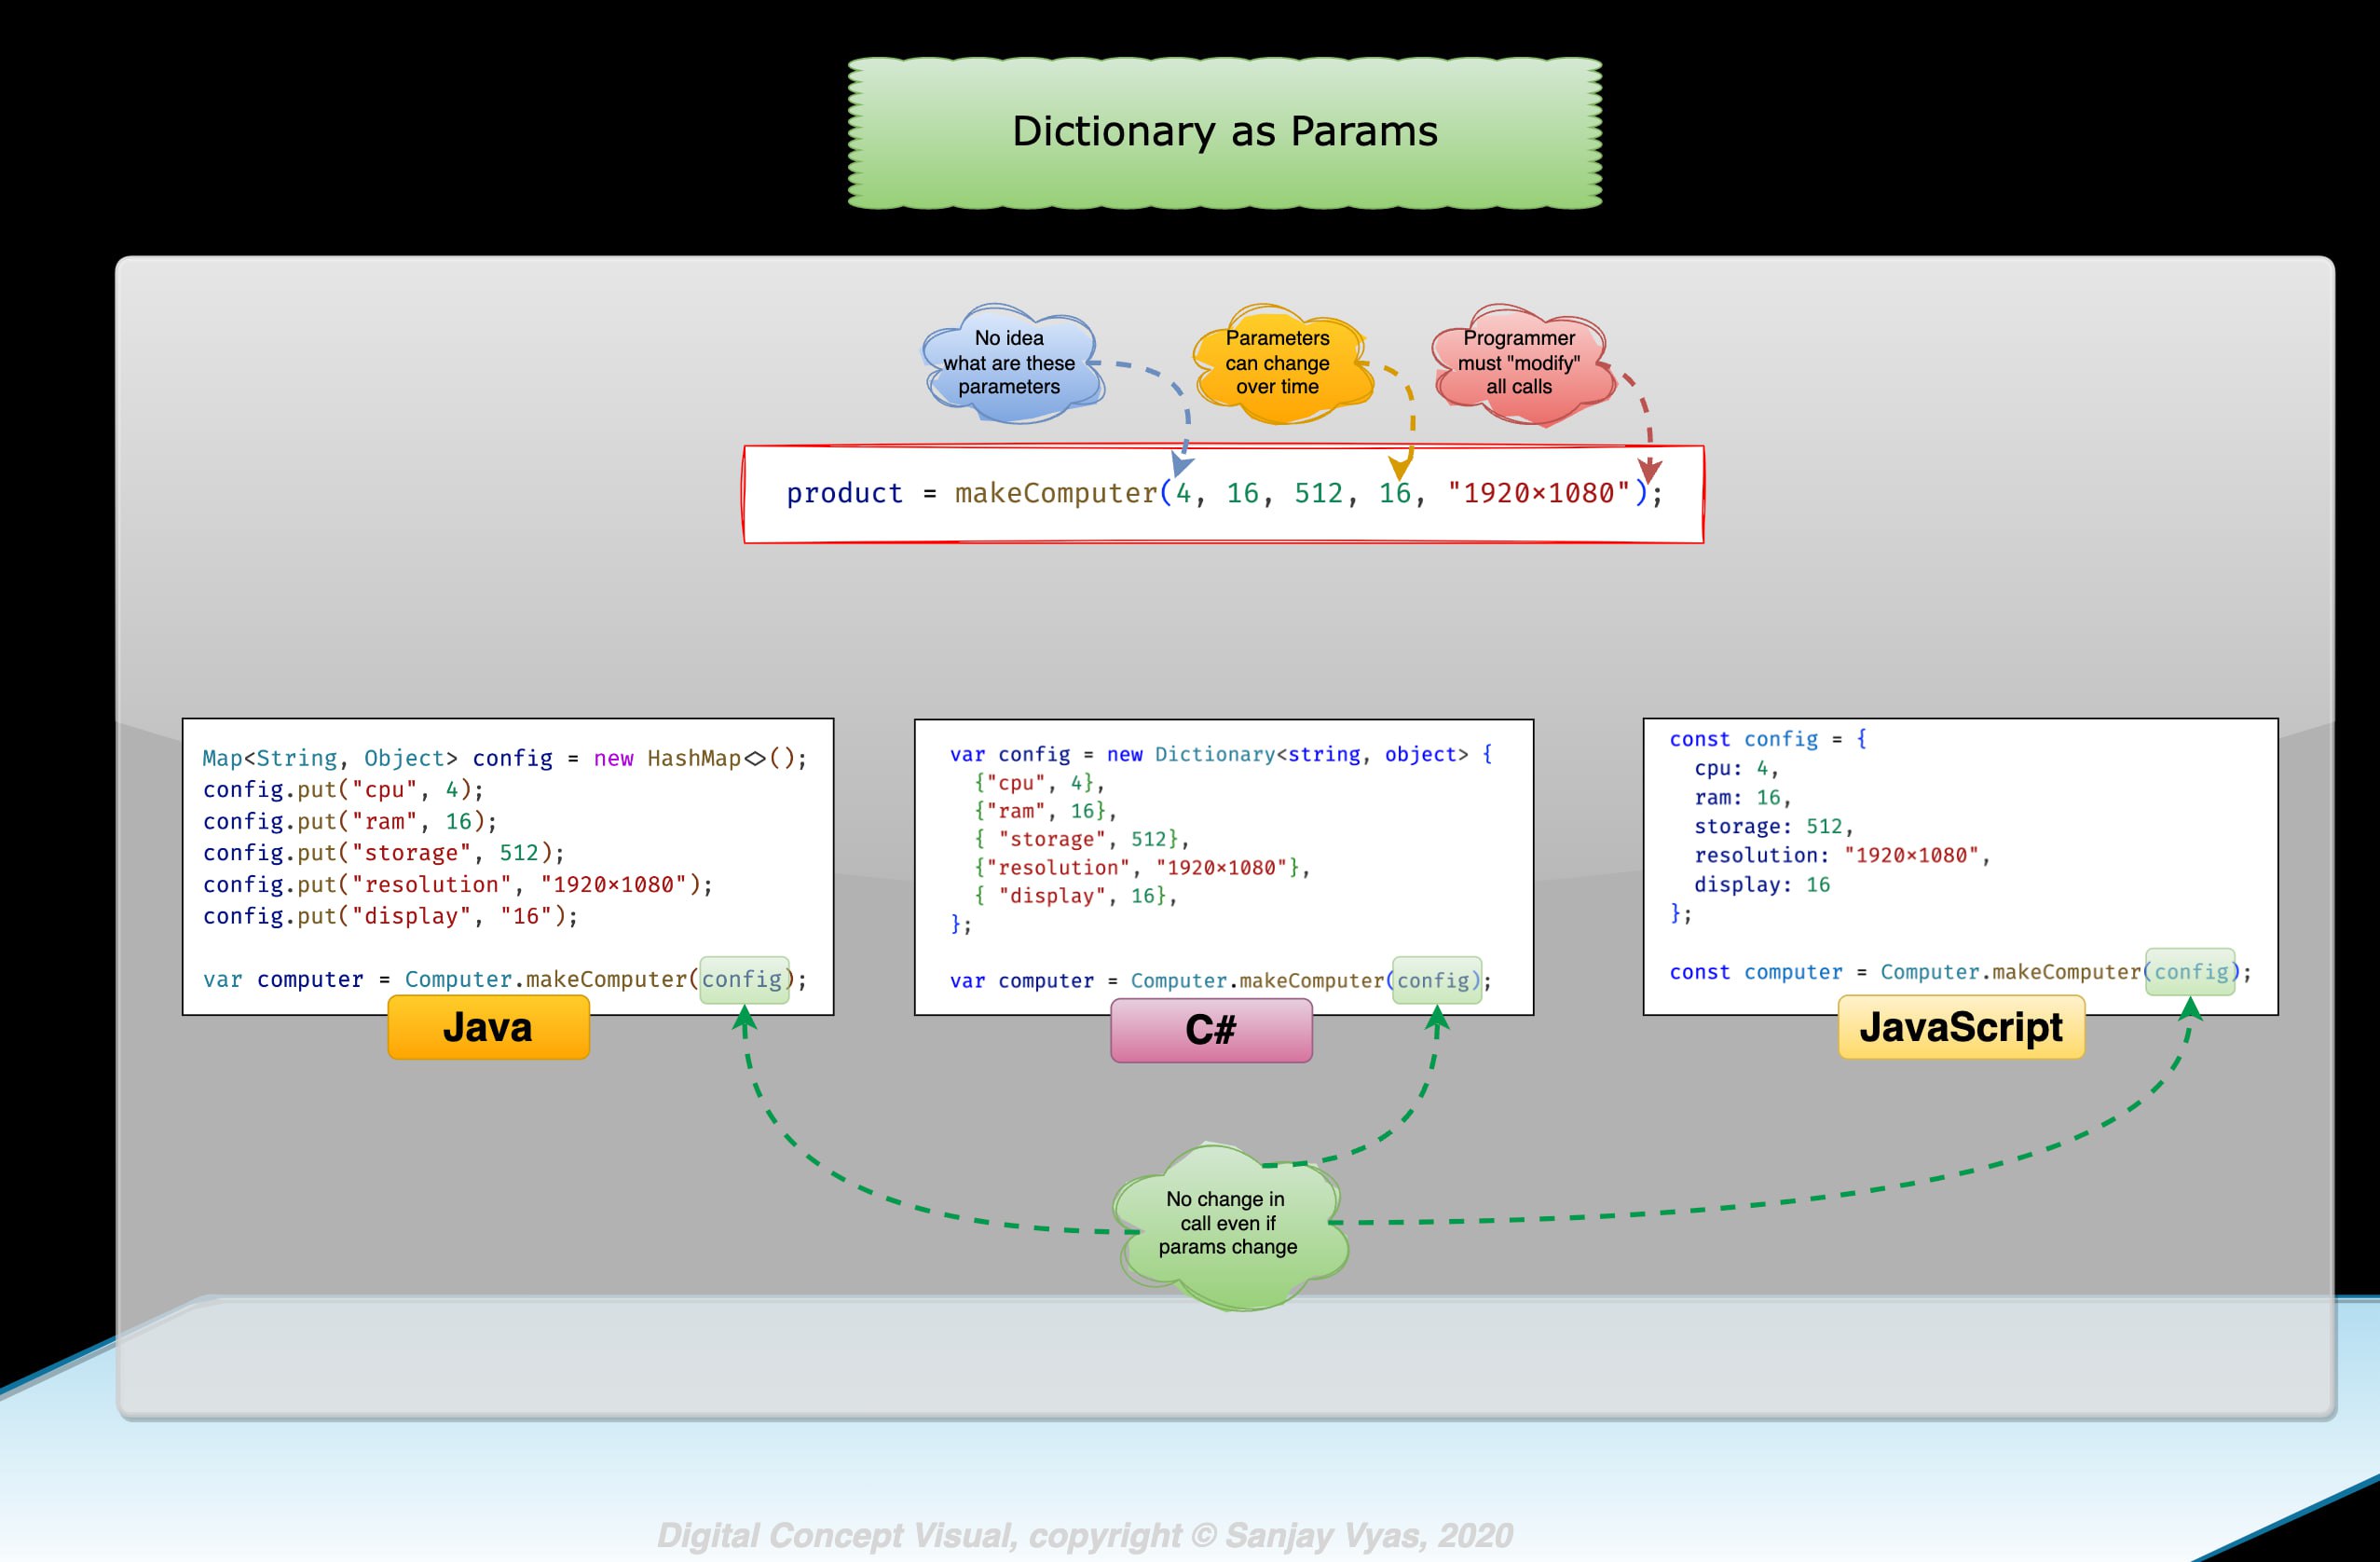 Dictionary as Params
No idea
what are these
parameters
Parameters
can change
over time
Programmer
must "modify"
all calls
product = makeComputer(4, 16, 512, 16, "1920×1080");
Map<String, Object> config = new HashMap<>();
config.put("cpu", 4);
config.put("ram", 16);
config.put("storage", 512);
config.put("resolution", "1920×1080");
config.put("display", "16");
var computer = Computer.makeComputer(config);
Java
var config = new Dictionary<string, object> {
{"cpu", 4},
{"ram", 16},
{ "storage", 512},
{"resolution", "1920×1080"},
{ "display", 16},
};
var computer = Computer.makeComputer(config);
C#
const config = {
cpu: 4,
ram: 16,
storage: 512,
resolution: "1920×1080",
display: 16
};
const computer = Computer.makeComputer(config);
JavaScript
No change in
call even if
params change
Digital Concept Visual, copyright © Sanjay Vyas, 2020